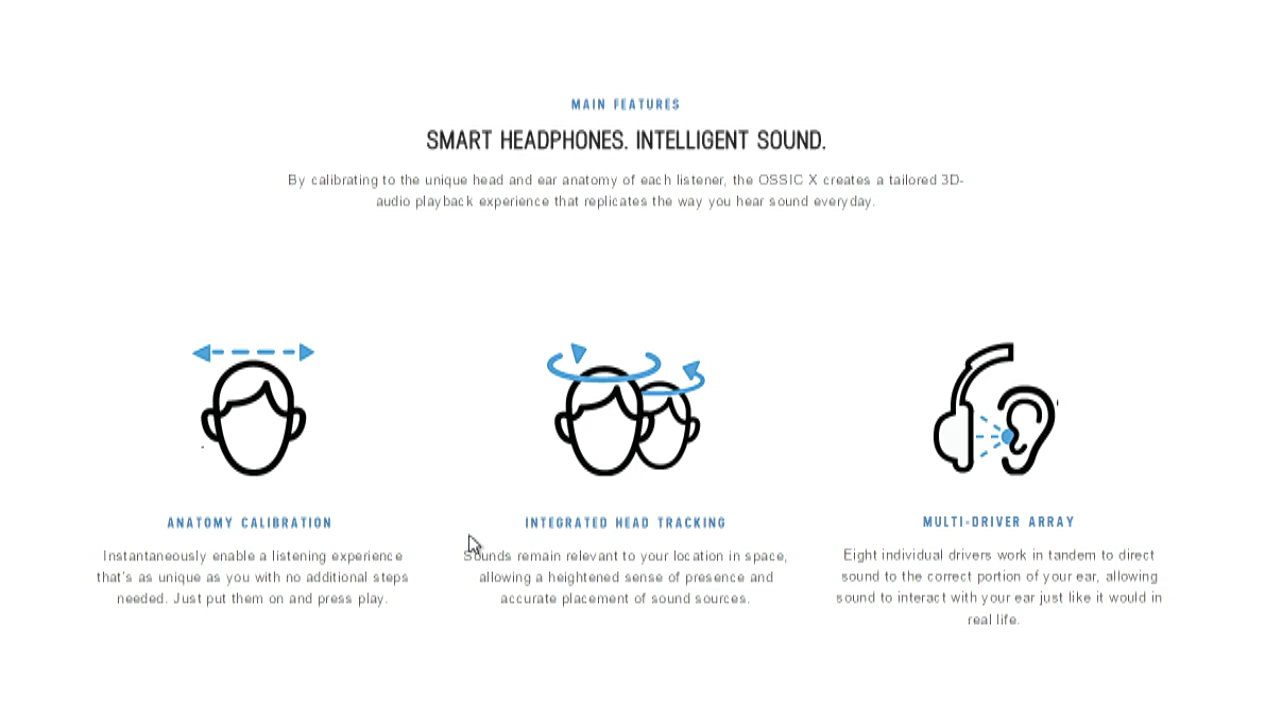 MAIN FEATURES
SMART HEADPHONES. INTELLIGENT SOUND.
By calibrating to the unique head and ear anatomy of each listener, the OSSIC X creates a tailored 3D-
audio playback experience that replicates the way you hear sound everyday.
ANATOMY CALIBRATION
Instantaneously enable a listening experience
that's as unique as you with no additional steps
needed. Just put them on and press play.
INTEGRATED HEAD TRACKING
Sounds remain relevant to your location in space,
allowing a heightened sense of presence and
accurate placement of sound sources.
MULTI-DRIVER ARRAY
Eight individual drivers work in tandem to direct
sound to the correct portion of your ear, allowing
sound to interact with your ear just like it would in
real life.